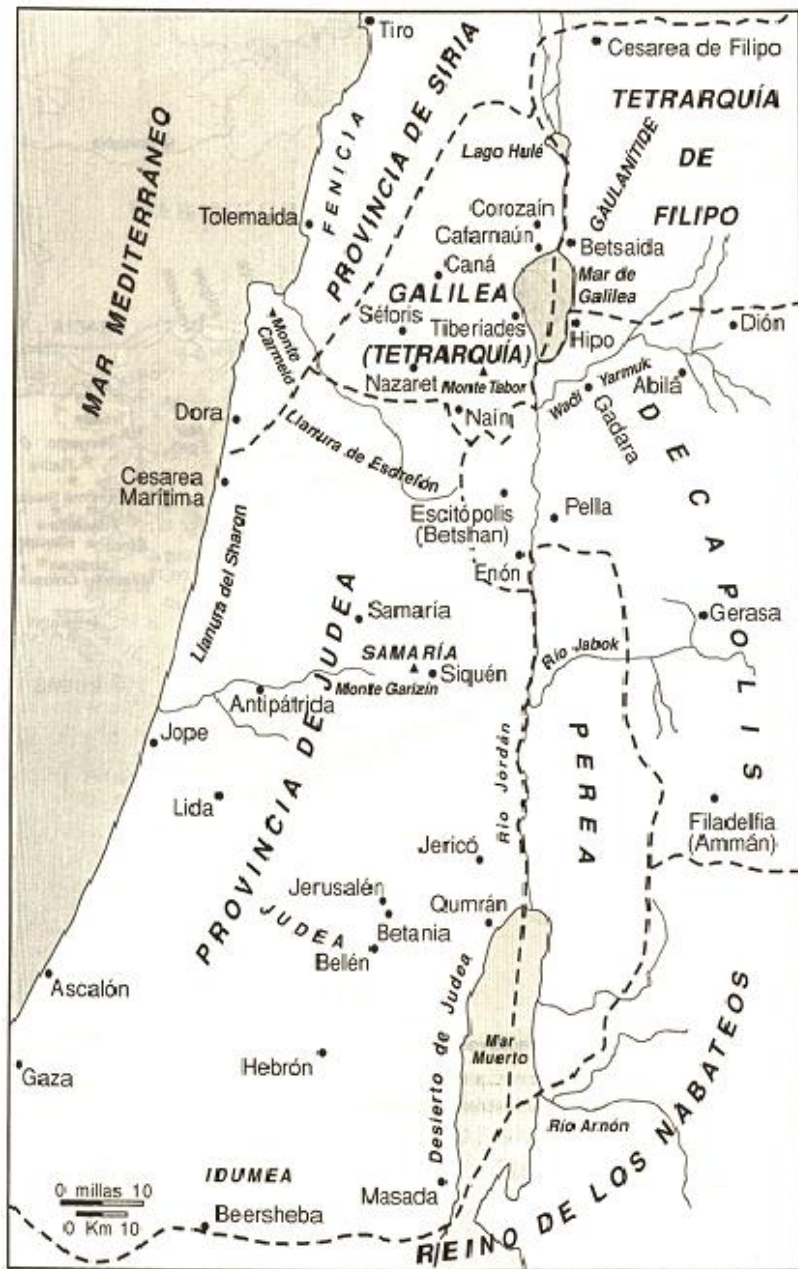 Tiro
Cesarea de Filipo
TETRARQUÍA
DE
FILIPO
GAULANÍTIDE
PROVINCIA DE SIRIA
FENICIA
MAR MEDITERRÁNEO
Lago Hulé
Tolemaida
Corozaín
Cafarnaún
Betsaida
Caná
Mar de
Galilea
GALILEA
Séforis
Tiberiades
Hipo
Dión
(TETRARQUÍA)
Monte
Carmelo
Nazaret
Monte Tabor
Wadi Yarmuk
Abilá
Gadara
Naín
Dora
Llanura de Esdrelón
DECAPOLIS
Cesarea
Marítima
Escitópolis
(Betshan)
Pella
Enón
Llanura del Sharon
Samaría
Gerasa
SAMARÍA
Siquén
Río Jabok
Monte Garizín
Antipátrida
PROVINCIA DE JUDEA
Jope
Río Jordán
PEREA
Lida
Filadelfia
(Ammán)
Jericó
Jerusalén
Qumrán
JUDEA
Betania
Belén
Ascalón
Desierto de Judea
Mar
Muerto
Hebrón
Gaza
Río Arnón
REINO DE LOS NABATEOS
IDUMEA
0 millas 10
0 Km 10
Masada
Beersheba